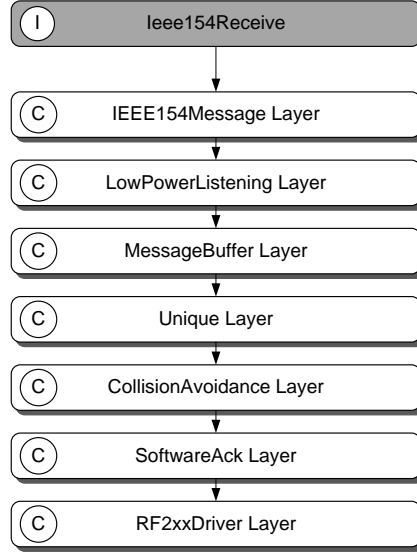 I Ieee154Receive
C IEEE154Message Layer
C LowPowerListening Layer
C MessageBuffer Layer
C Unique Layer
C CollisionAvoidance Layer
C SoftwareAck Layer
C RF2xxDriver Layer